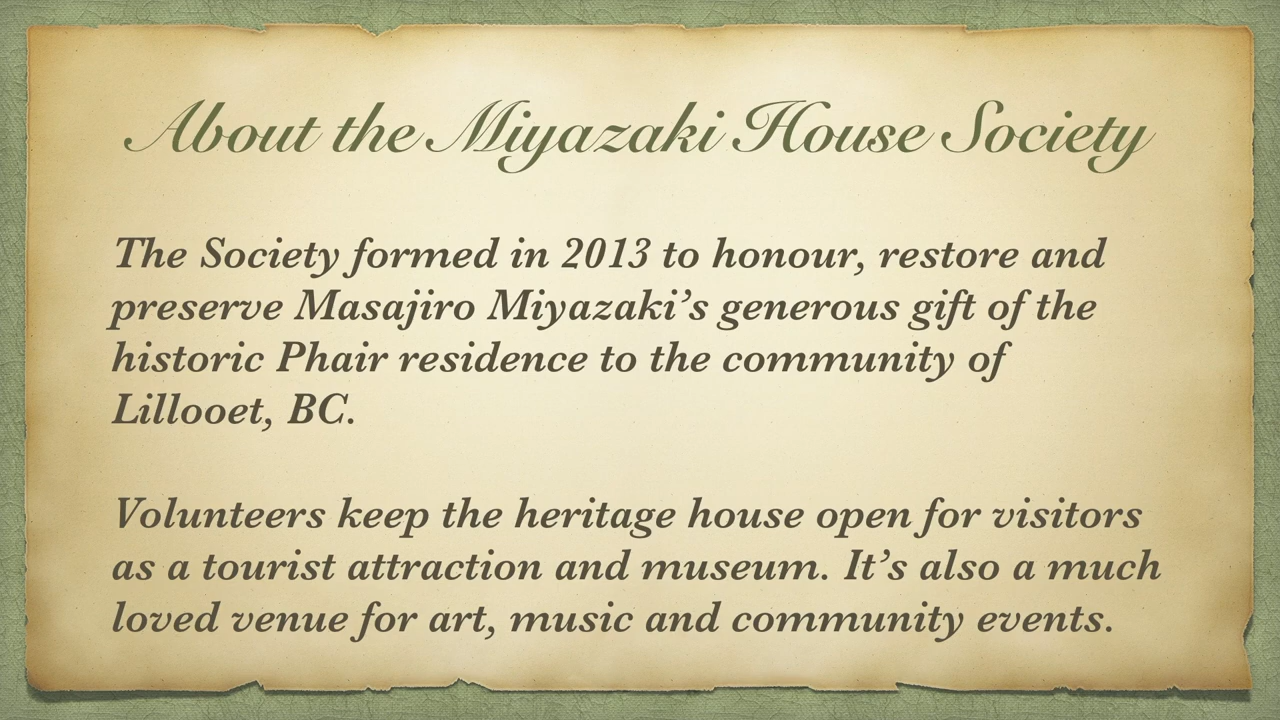 About the Miyazaki House Society
The Society formed in 2013 to honour, restore and
preserve Masajiro Miyazaki’s generous gift of the
historic Phair residence to the community of
Lillooet, BC.
Volunteers keep the heritage house open for visitors
as a tourist attraction and museum. It’s also a much
loved venue for art, music and community events.